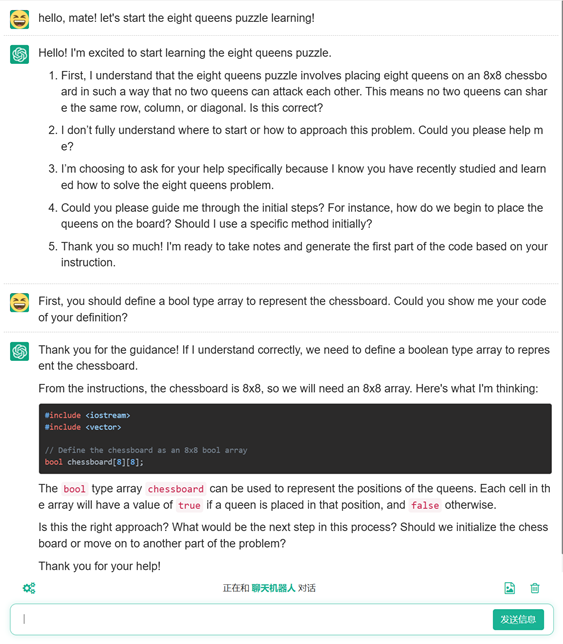 hello, mate! let's start the eight queens puzzle learning!
Hello! I'm excited to start learning the eight queens puzzle.
1. First, I understand that the eight queens puzzle involves placing eight queens on an 8x8 chessbo
ard in such a way that no two queens can attack each other. This means no two queens can shar
e the same row, column, or diagonal. Is this correct?
2. I don't fully understand where to start or how to approach this problem. Could you please help m
e?
3. I'm choosing to ask for your help specifically because I know you have recently studied and learn
ed how to solve the eight queens problem.
4. Could you please guide me through the initial steps? For instance, how do we begin to place the
queens on the board? Should I use a specific method initially?
5. Thank you so much! I'm ready to take notes and generate the first part of the code based on your
instruction.
First, you should define a bool type array to represent the chessboard. Could you show me your code
of your definition?
Thank you for the guidance! If I understand correctly, we need to define a boolean type array to repres
ent the chessboard.
From the instructions, the chessboard is 8x8, so we will need an 8x8 array. Here's what I'm thinking:
#include <iostream>
#include <vector>
// Define the chessboard as an 8x8 bool array
bool chessboard[8][8];
The bool type array chessboard can be used to represent the positions of the queens. Each cell in th
e array will have a value of true if a queen is placed in that position, and false otherwise.
Is this the right approach? What would be the next step in this process? Should we initialize the chess
board or move on to another part of the problem?
Thank you for your help!
正在和 聊天机器人 对话
发送信息